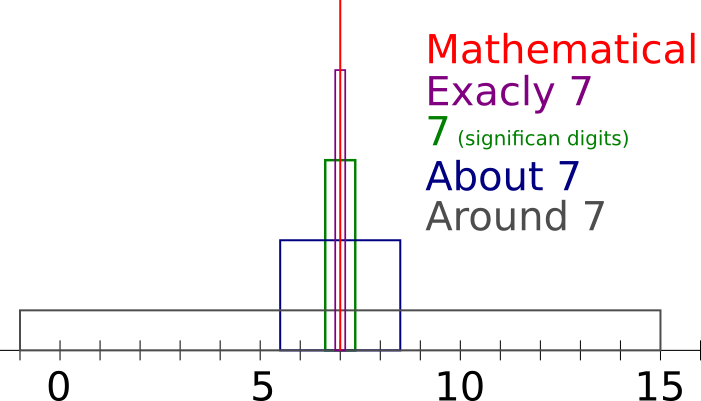 Mathematical
Exacly 7
7 (significan digits)
About 7
Around 7
0 5 10 15